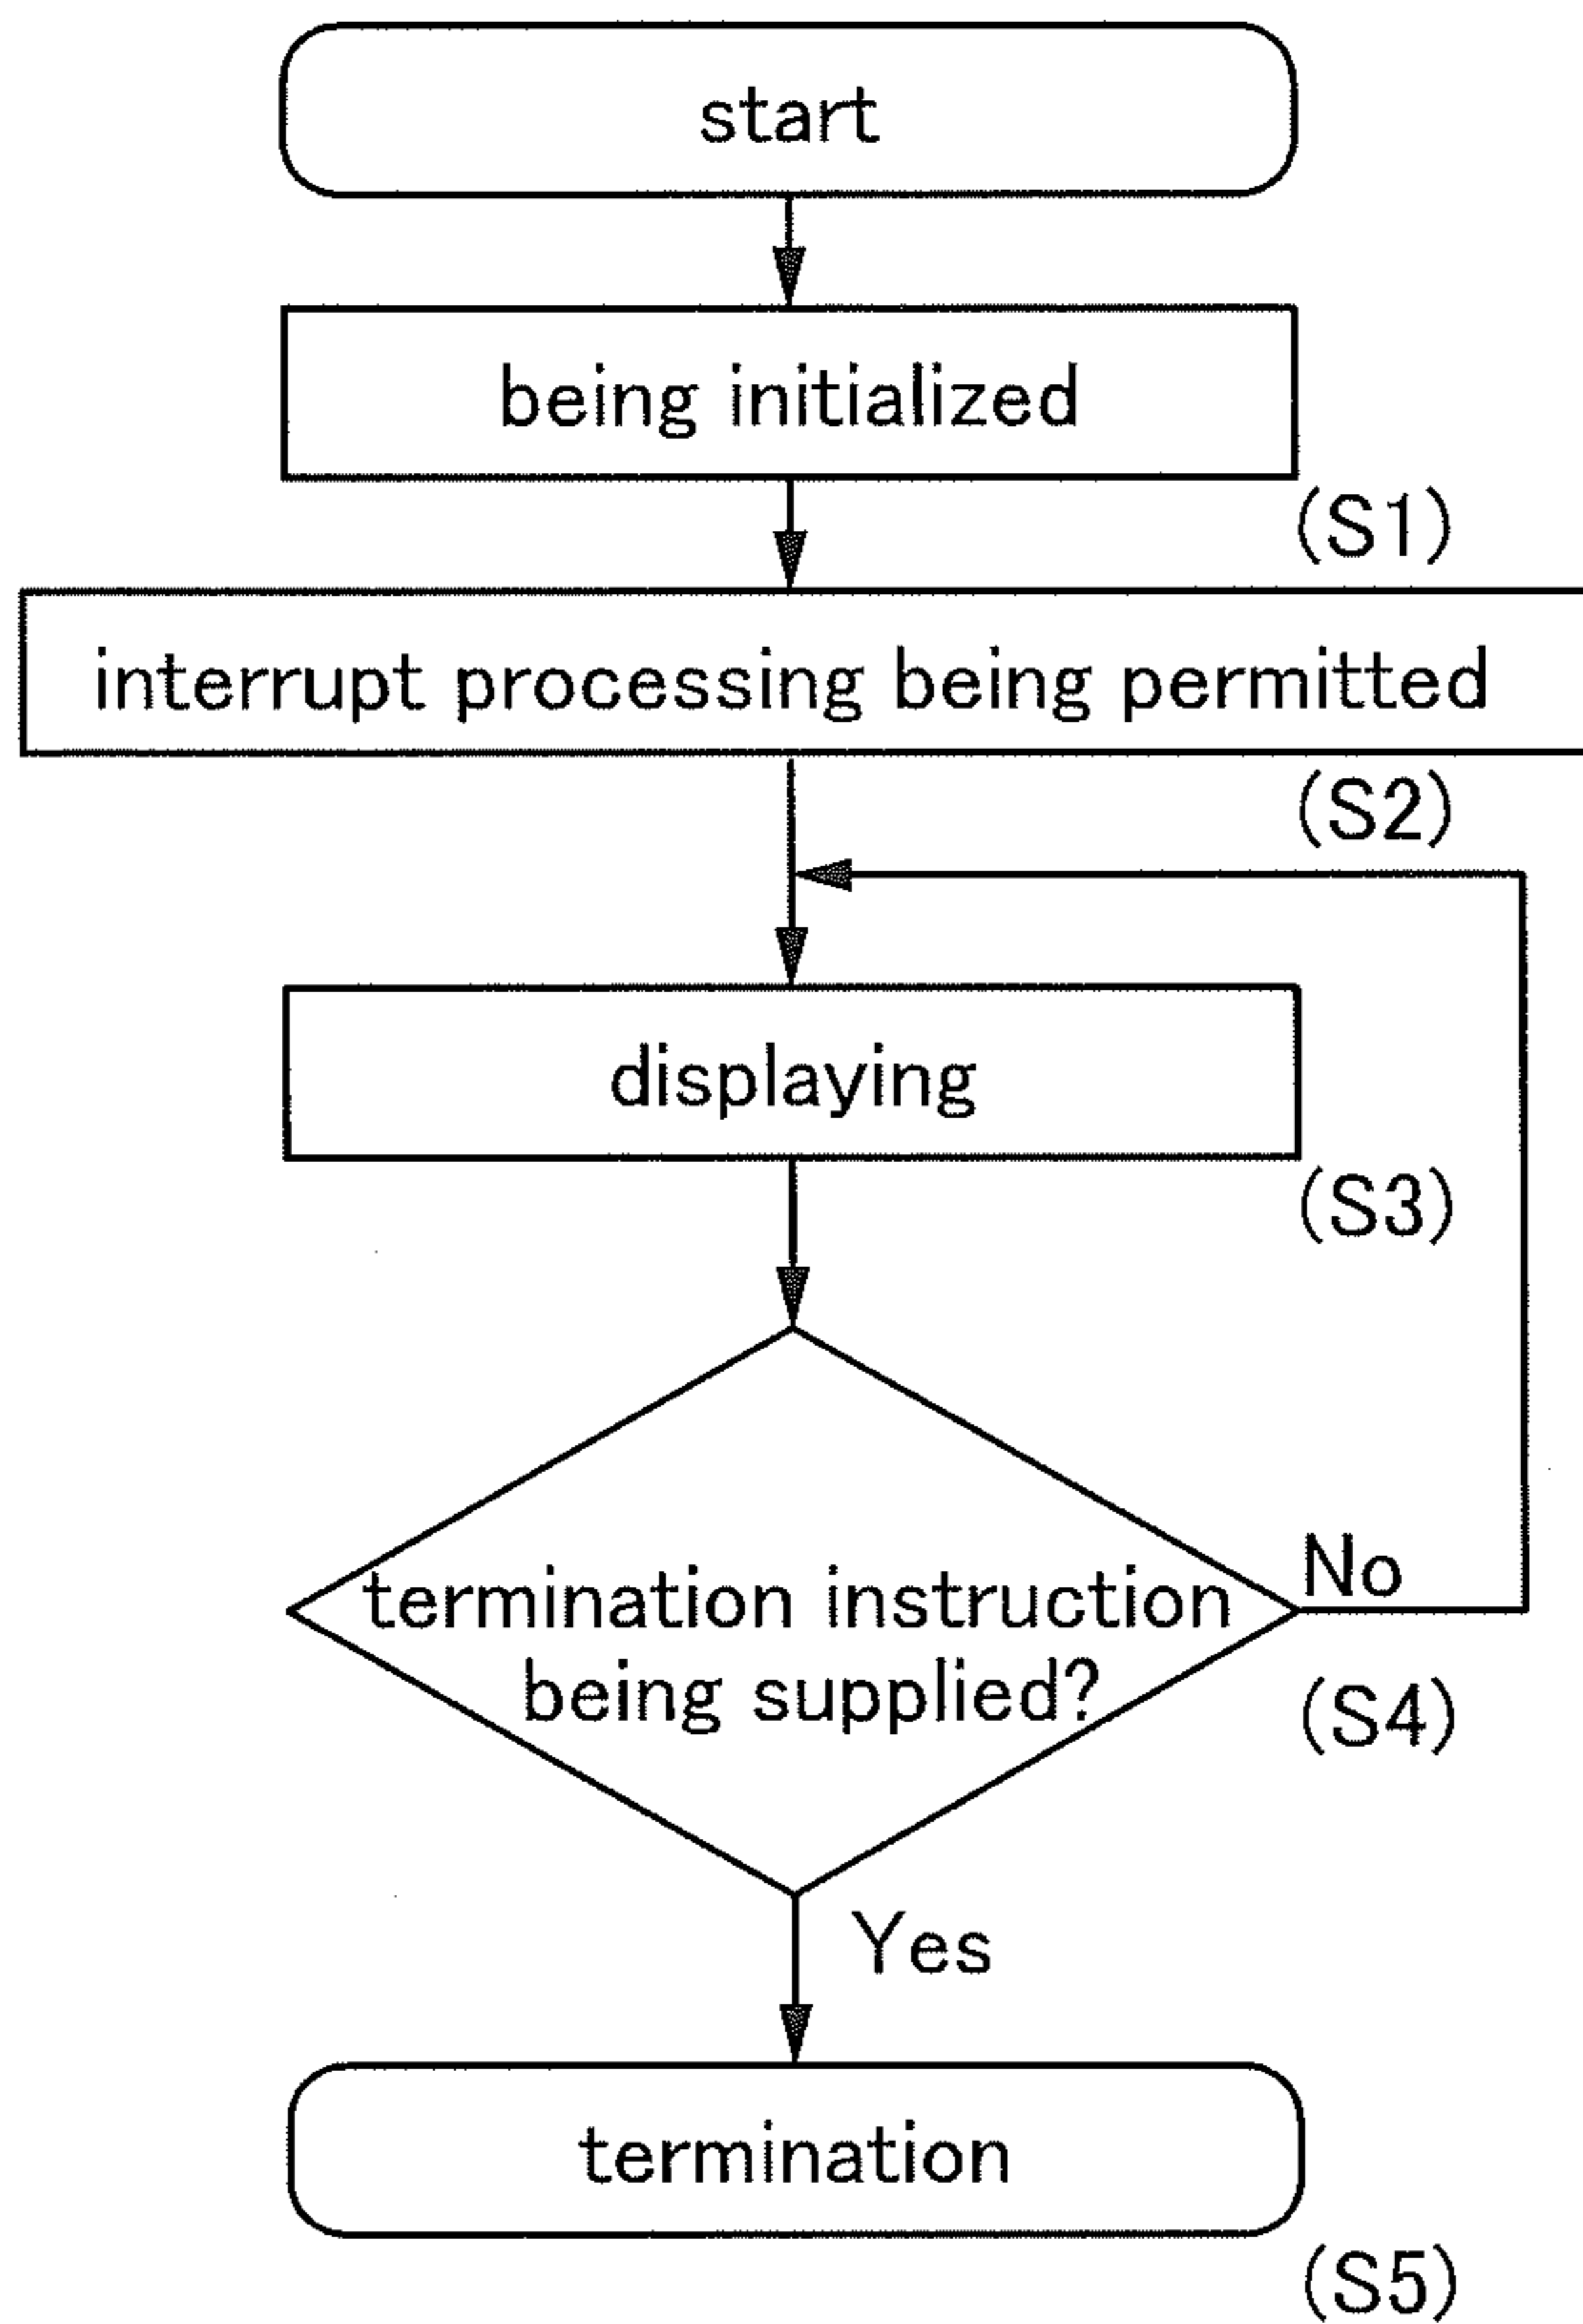 start
being initialized
(S1)
interrupt processing being permitted
(S2)
displaying
(S3)
termination instruction
being supplied?
No
(S4)
Yes
termination
(S5)